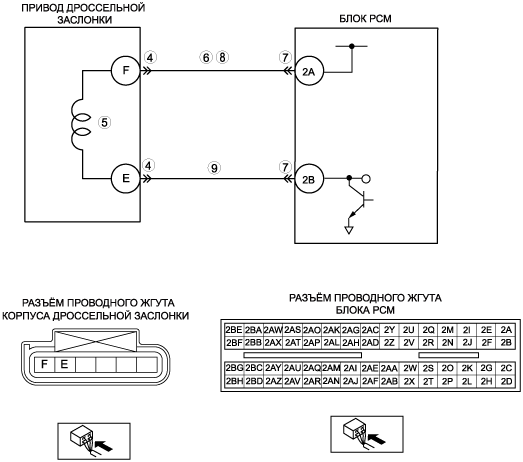 ПРИВОД ДРОССЕЛЬНОЙ
ЗАСЛОНКИ
БЛОК PCM
F 4 6 8 7 2A
5
E 4 9 7 2B
РАЗЪЁМ ПРОВОДНОГО ЖГУТА
КОРПУСА ДРОССЕЛЬНОЙ ЗАСЛОНКИ
F E
РАЗЪЁМ ПРОВОДНОГО ЖГУТА
БЛОКА PCM
2BE 2BA 2AW 2AS 2AO 2AK 2AG 2AC 2Y 2U 2Q 2M 2I 2E 2A
2BF 2BB 2AX 2AT 2AP 2AL 2AH 2AD 2Z 2V 2R 2N 2J 2F 2B
2BG 2BC 2AY 2AU 2AQ 2AM 2AI 2AE 2AA 2W 2S 2O 2K 2G 2C
2BH 2BD 2AZ 2AV 2AR 2AN 2AJ 2AF 2AB 2X 2T 2P 2L 2H 2D